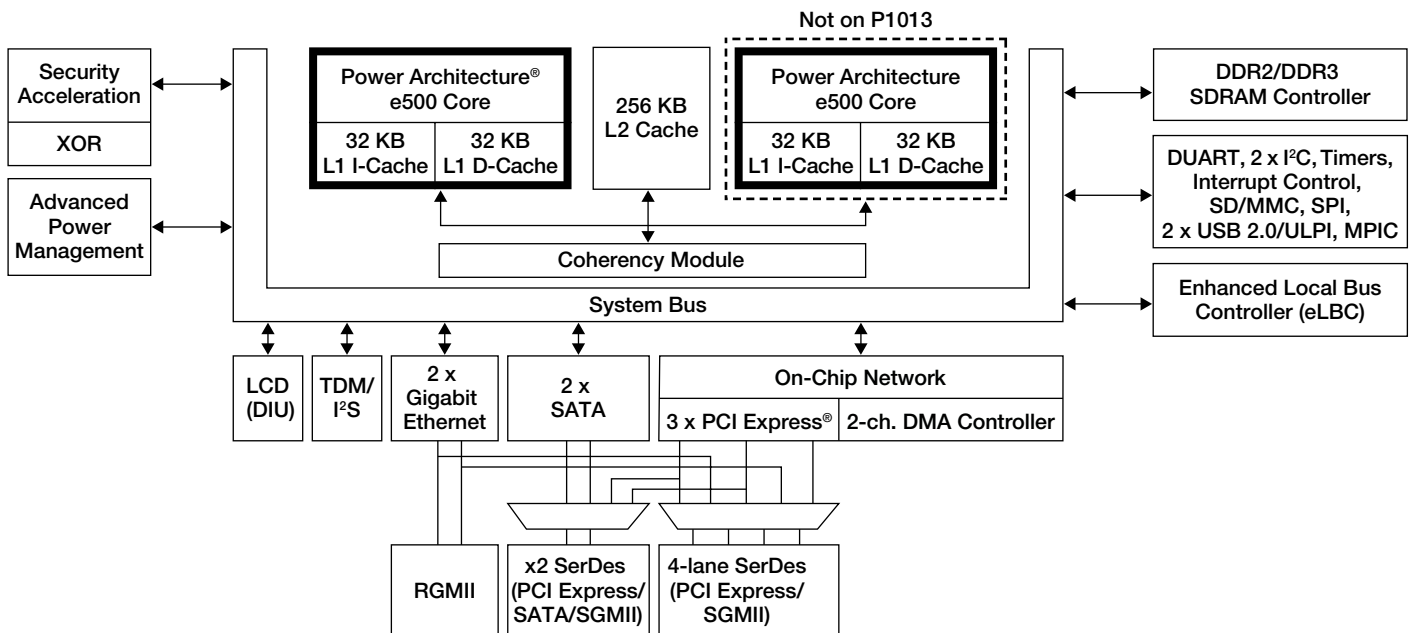 Not on P1013
Security
Acceleration
XOR
Advanced
Power
Management
Power Architecture®
e500 Core
32 KB
L1 I-Cache
32 KB
L1 D-Cache
256 KB
L2 Cache
Power Architecture
e500 Core
32 KB
L1 I-Cache
32 KB
L1 D-Cache
DDR2/DDR3
SDRAM Controller
DUART, 2 x I²C, Timers,
Interrupt Control,
SD/MMC, SPI,
2 x USB 2.0/ULPI, MPIC
Enhanced Local Bus
Controller (eLBC)
Coherency Module
System Bus
LCD
(DIU)
TDM/
I²S
2 x
Gigabit
Ethernet
2 x
SATA
On-Chip Network
3 x PCI Express®
2-ch. DMA Controller
RGMII
x2 SerDes
(PCI Express/
SATA/SGMII)
4-lane SerDes
(PCI Express/
SGMII)